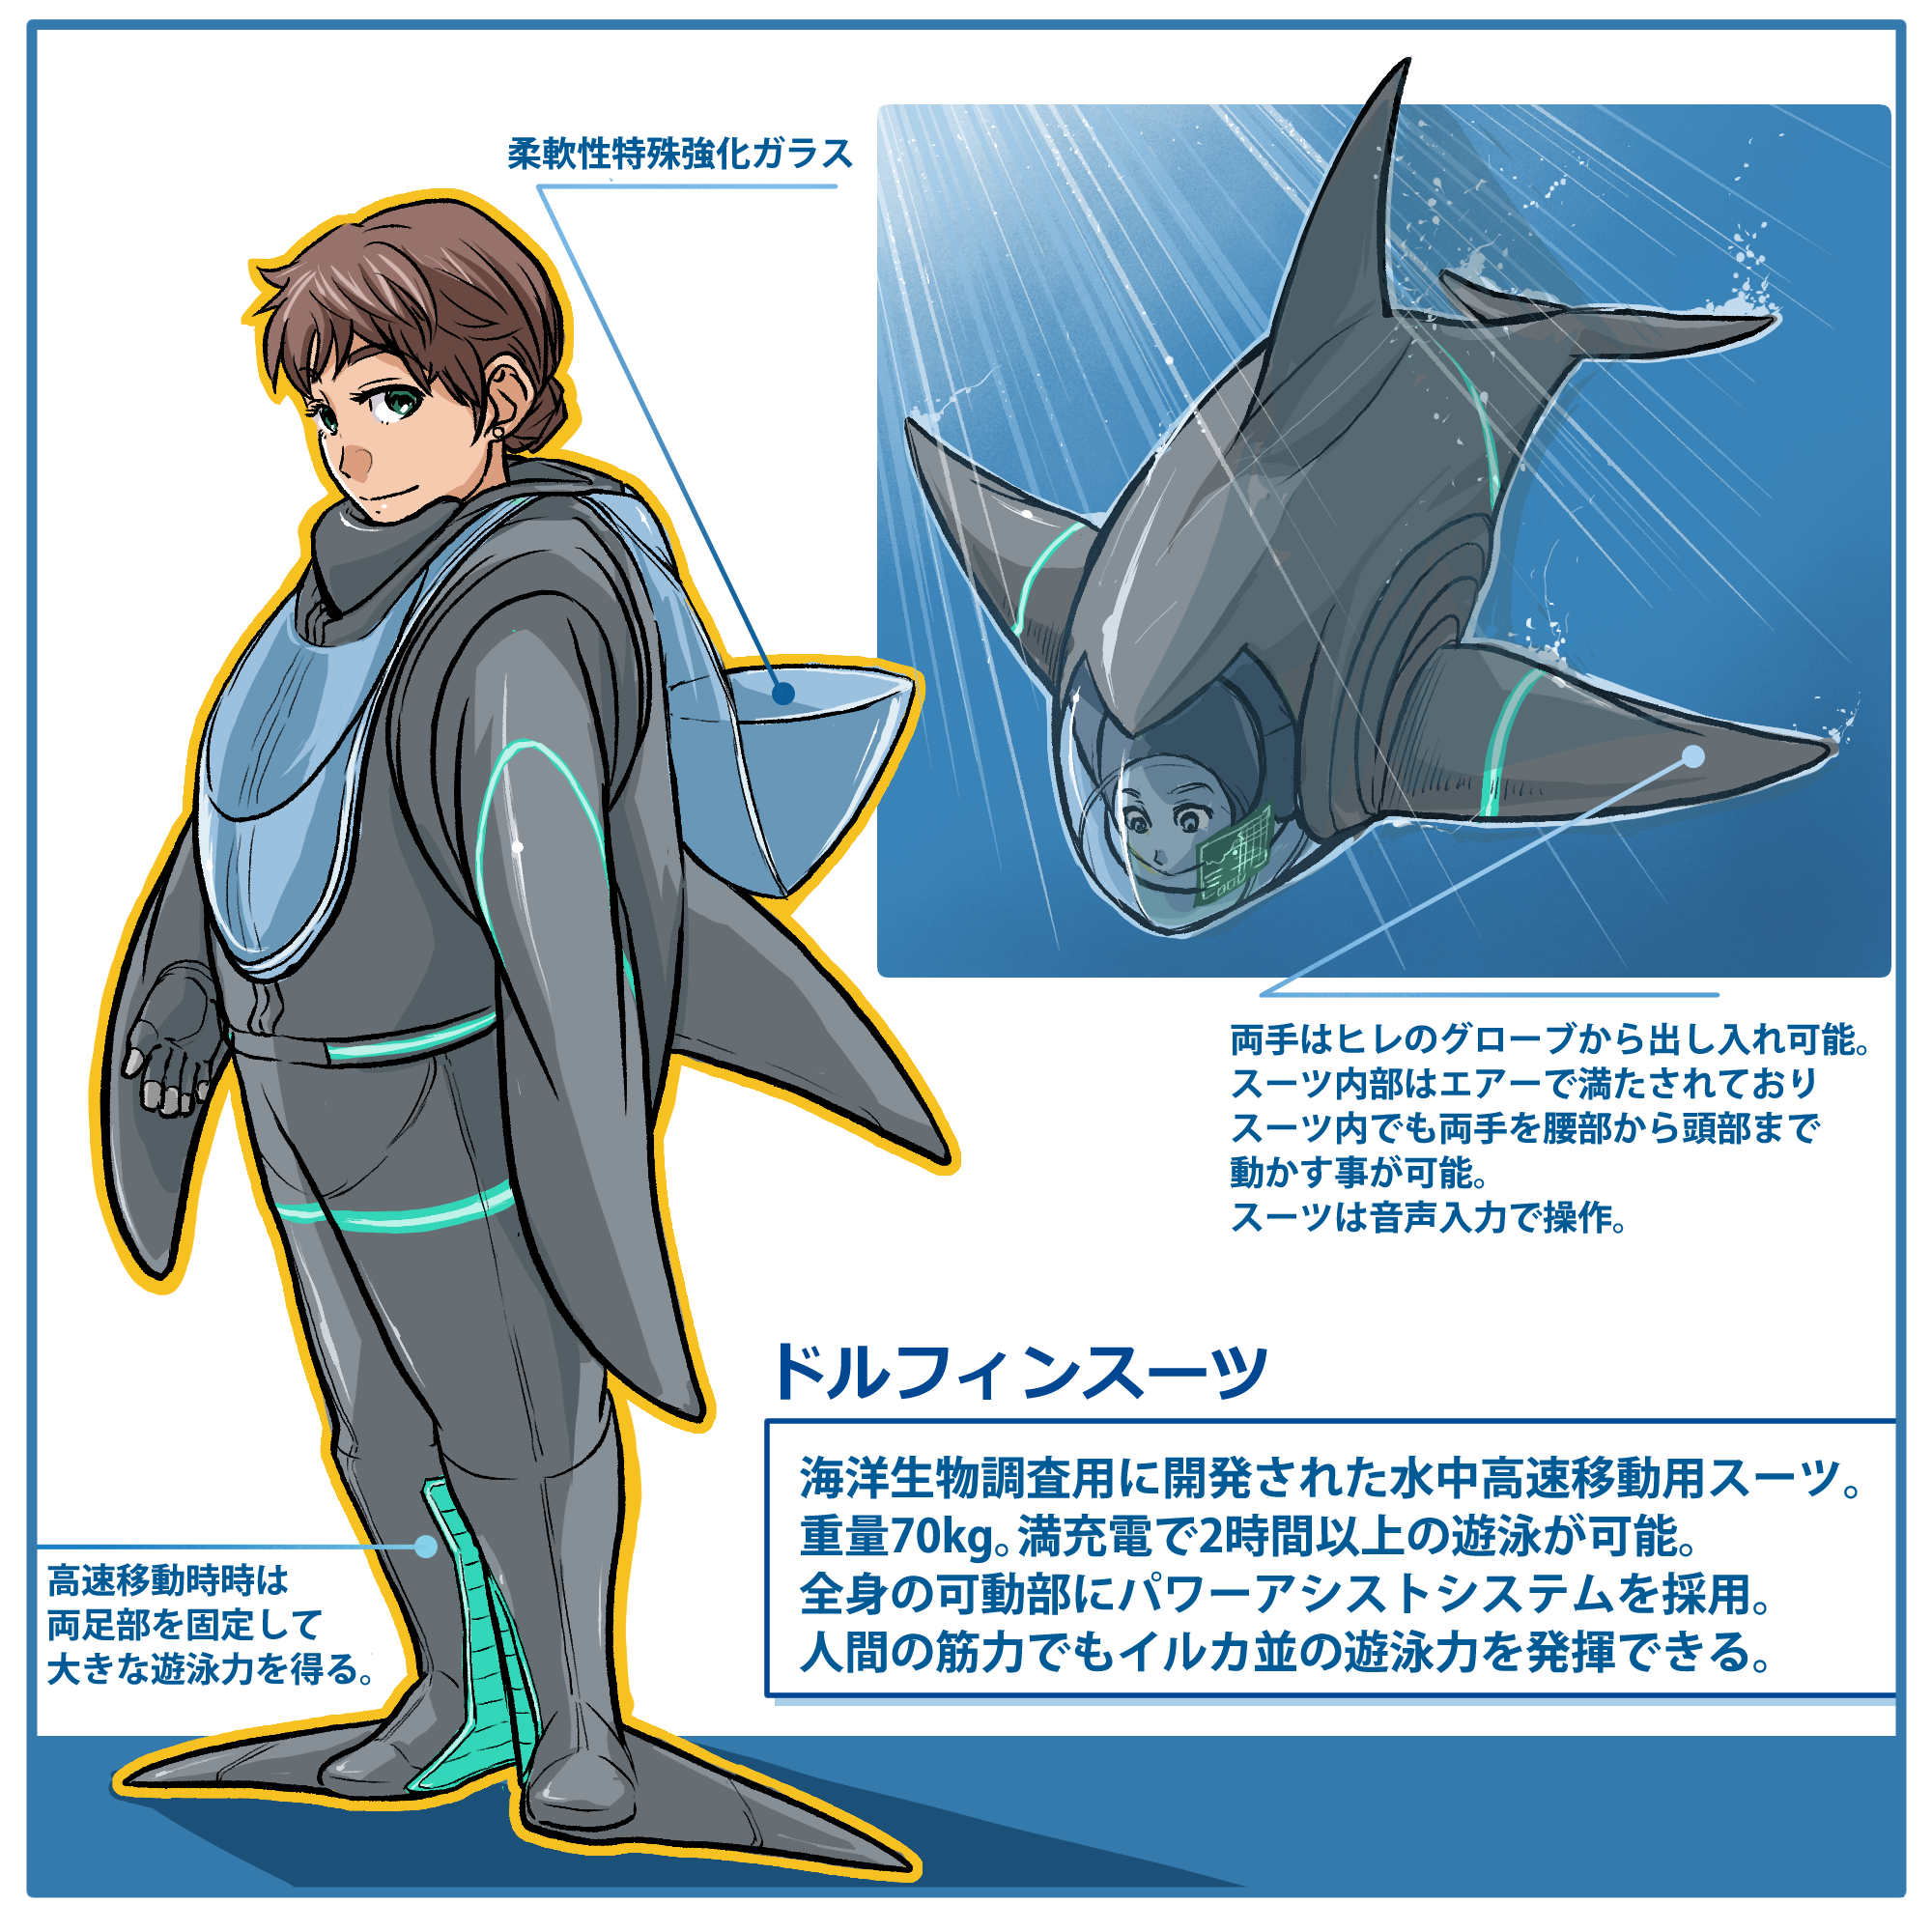 柔軟性特殊強化ガラス
両手はヒレのグローブから出し入れ可能。
スーツ内部はエアーで満たされており
スーツ内でも両手を腰部から頭部まで
動かす事が可能。
スーツは音声入力で操作。
ドルフィンスーツ
海洋生物調査用に開発された水中高速移動用スーツ。
重量70kg。満充電で2時間以上の遊泳が可能。
全身の可動部にパワーアシストシステムを採用。
人間の筋力でもイルカ並の遊泳力を発揮できる。
高速移動時時は
両足部を固定して
大きな遊泳力を得る。